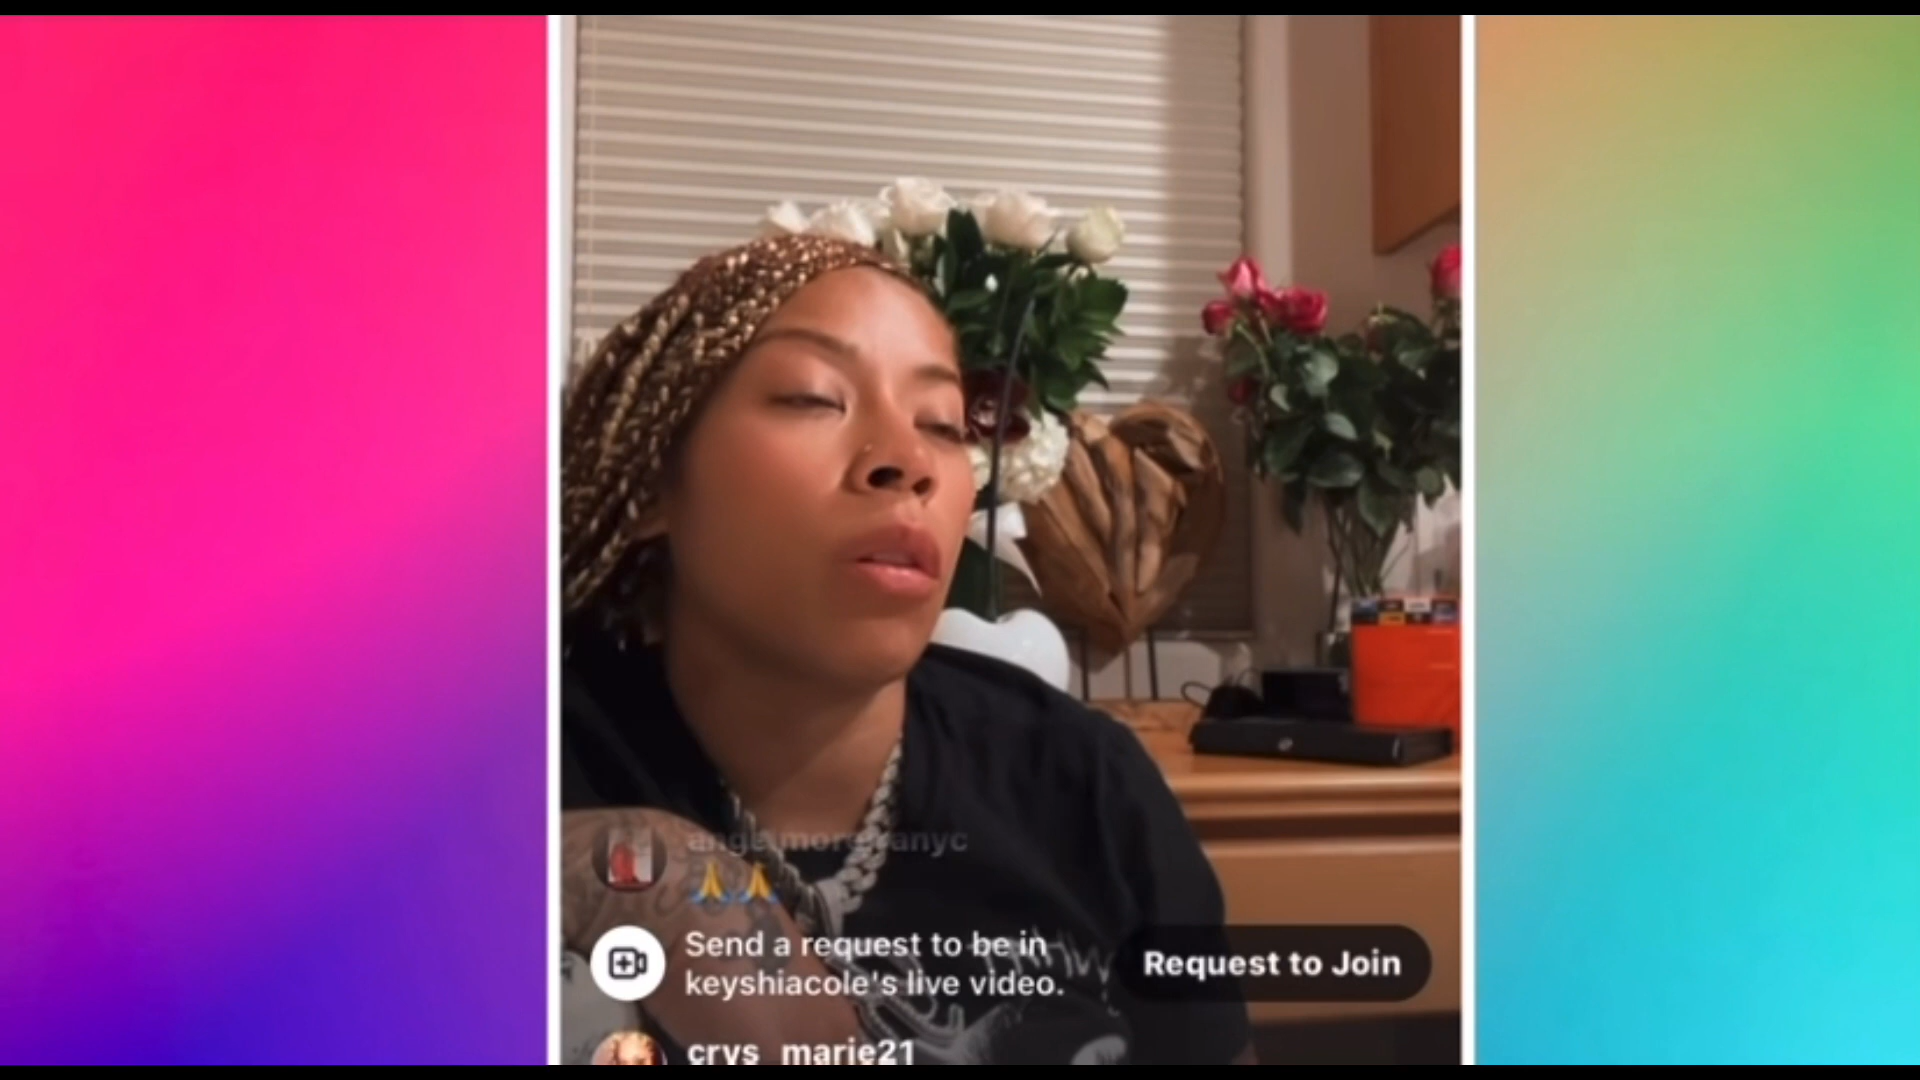 🙏🙏
Send a request to be in
keyshiacole's live video.
Request to Join
crys_marie21